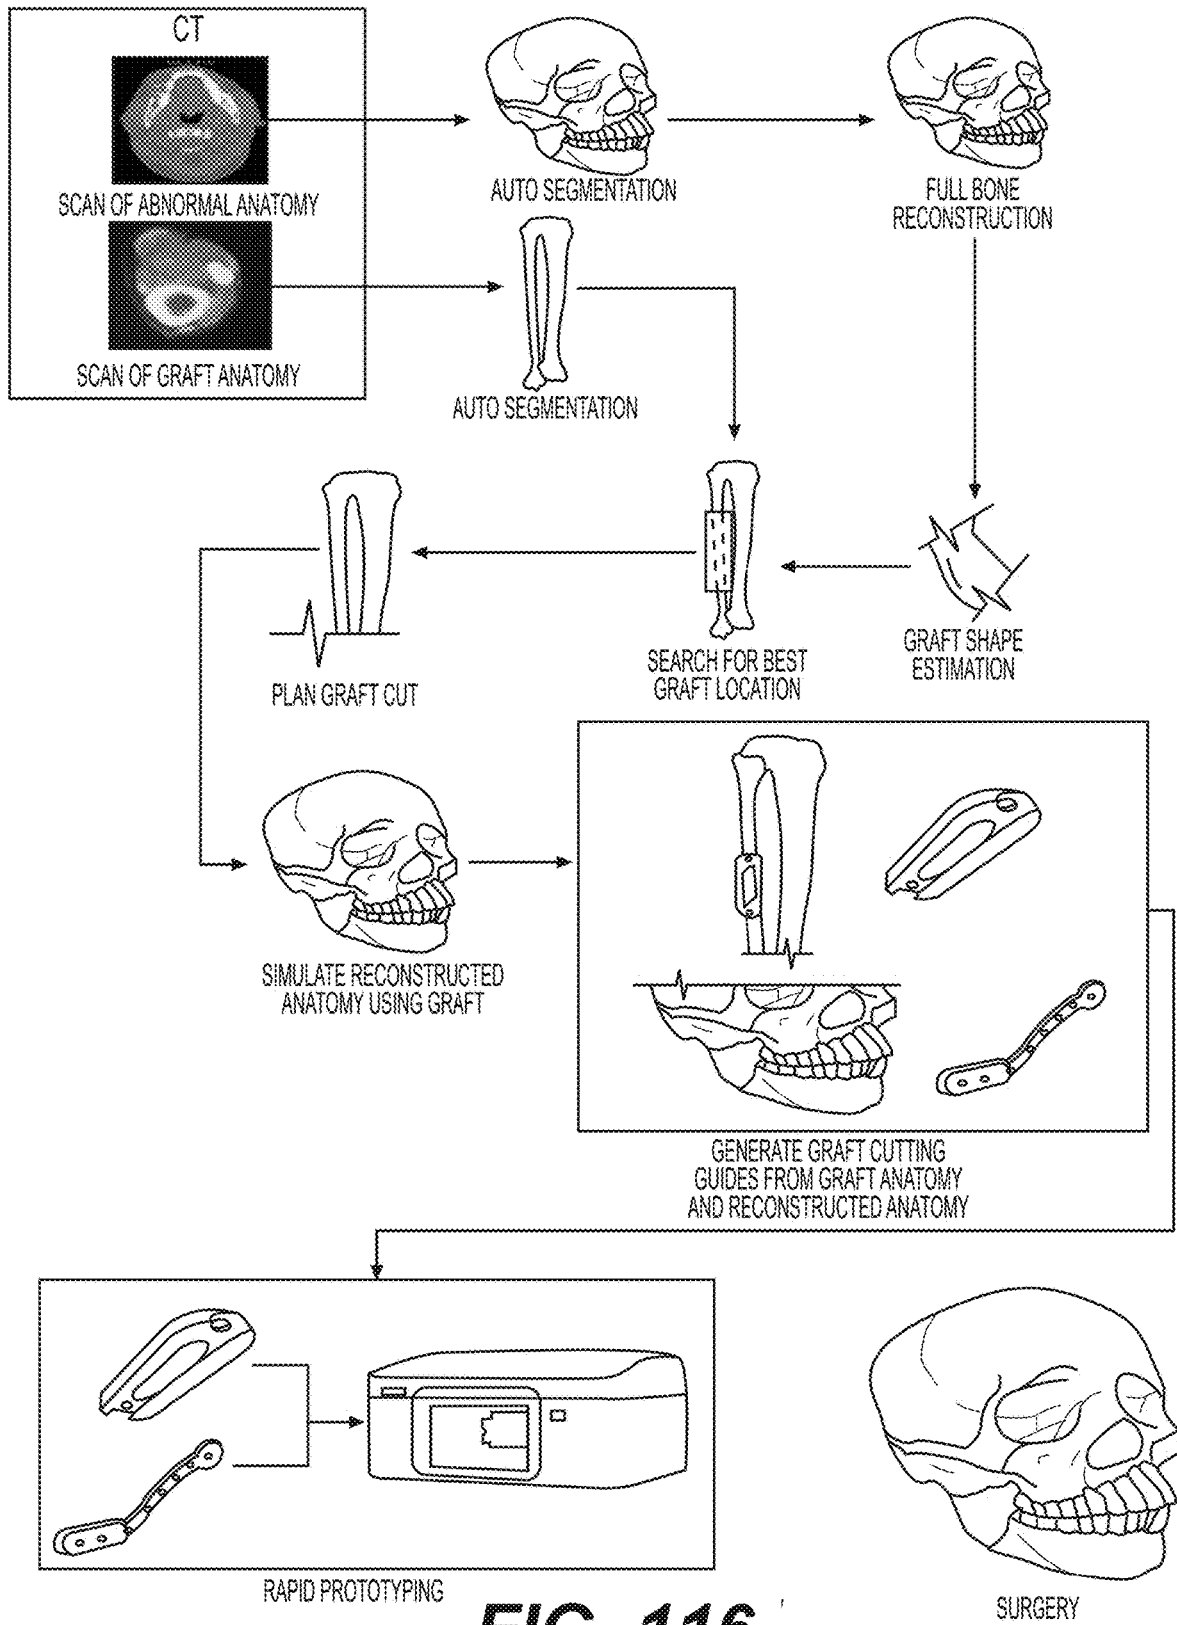 CT
SCAN OF ABNORMAL ANATOMY
AUTO SEGMENTATION
FULL BONE
RECONSTRUCTION
SCAN OF GRAFT ANATOMY
AUTO SEGMENTATION
PLAN GRAFT CUT
SEARCH FOR BEST
GRAFT LOCATION
GRAFT SHAPE
ESTIMATION
SIMULATE RECONSTRUCTED
ANATOMY USING GRAFT
GENERATE GRAFT CUTTING
GUIDES FROM GRAFT ANATOMY
AND RECONSTRUCTED ANATOMY
RAPID PROTOTYPING
SURGERY
FIG. 116